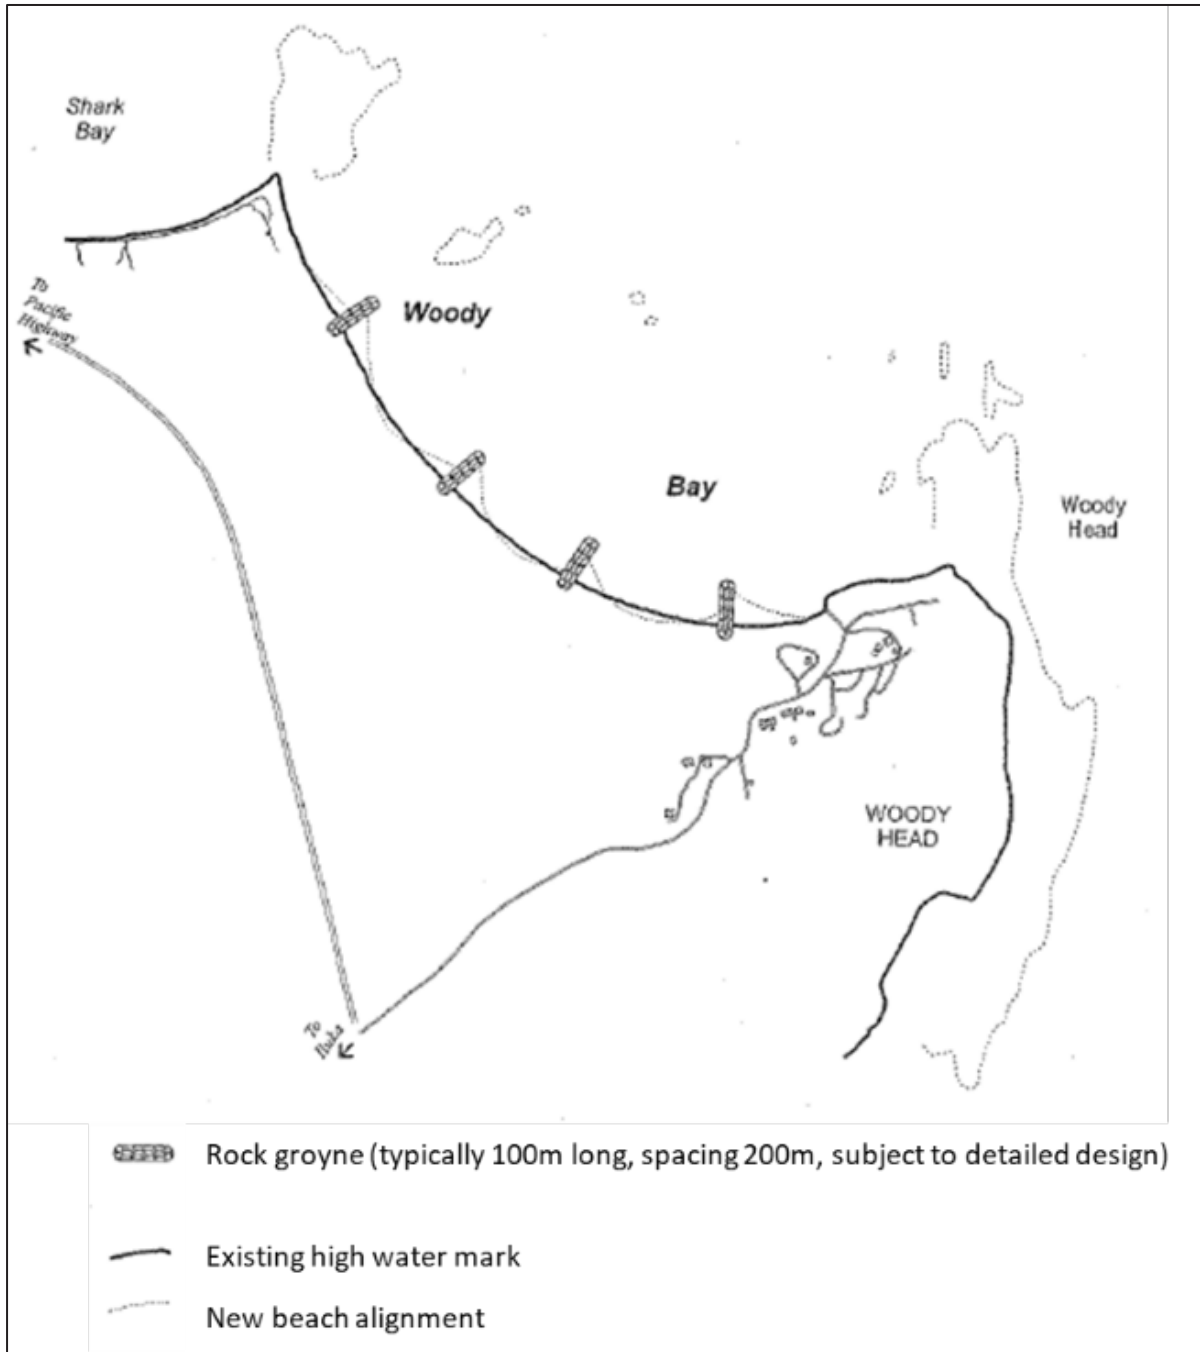 Shark
Bay
To
Pacific
Highway
Woody
Bay
Woody
Head
WOODY
HEAD
To
Iluka
Rock groyne (typically 100m long, spacing 200m, subject to detailed design)
Existing high water mark
New beach alignment